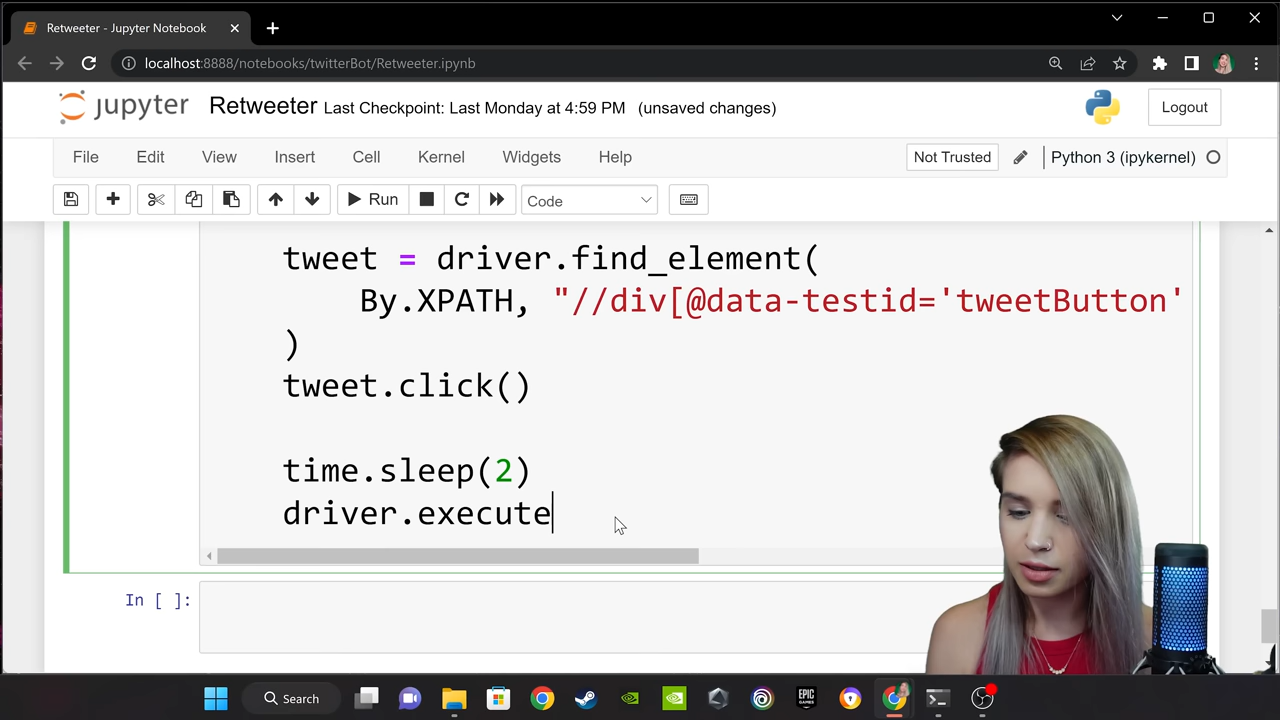 Retweeter - Jupyter Notebook
localhost:8888/notebooks/twitterBot/Retweeter.ipynb
jupyter Retweeter Last Checkpoint: Last Monday at 4:59 PM (unsaved changes)
Logout
File Edit View Insert Cell Kernel Widgets Help
Not Trusted
Python 3 (ipykernel)
Run
Code
tweet = driver.find_element(
By.XPATH, "//div[@data-testid='tweetButton'
)
tweet.click()
time.sleep(2)
driver.execute
In [ ]:
Search
EPIC
GAMES